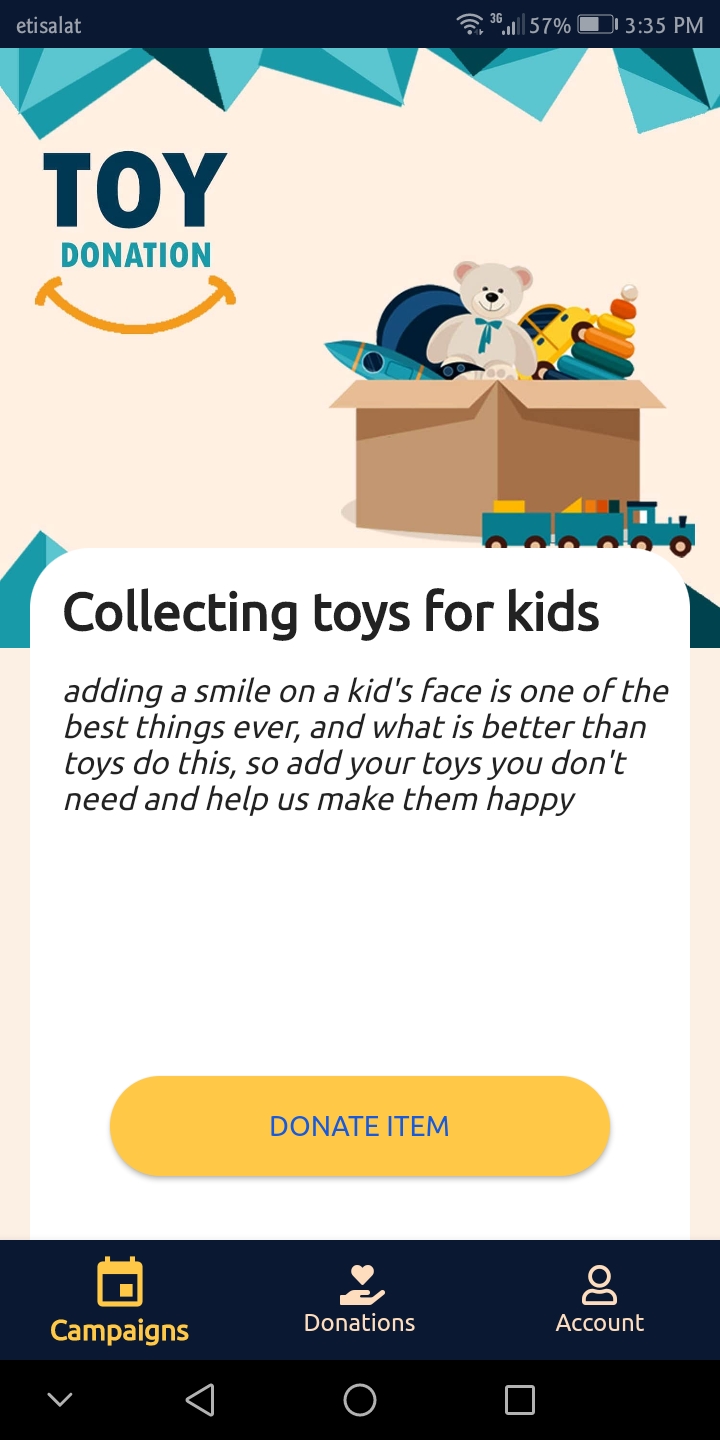 etisalat 3G 57% 3:35 PM
TOY
DONATION
Collecting toys for kids
adding a smile on a kid's face is one of the
best things ever, and what is better than
toys do this, so add your toys you don't
need and help us make them happy
DONATE ITEM
Campaigns Donations Account